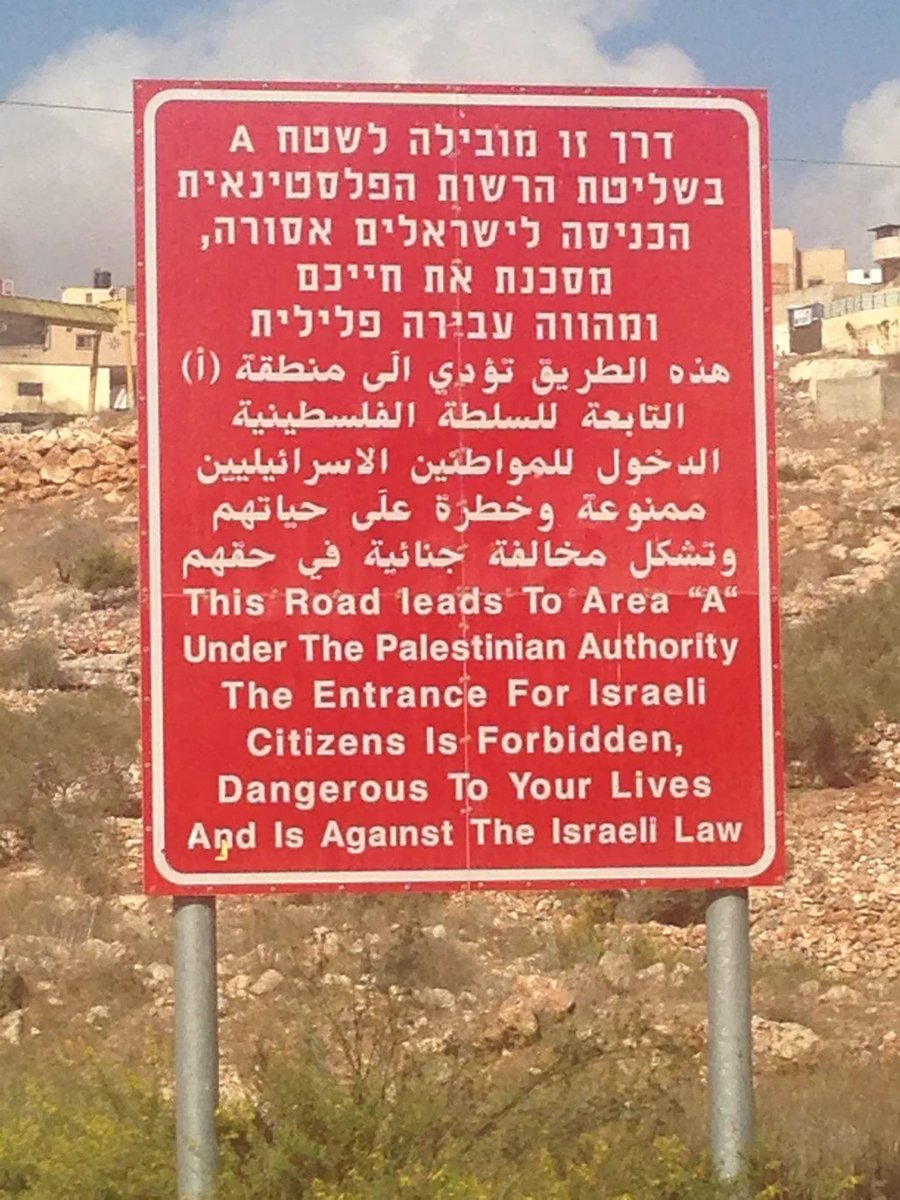 דרך זו מובילה לשטח A
בשליטת הרשות הפלסטינאית
הכניסה לישראלים אסורה,
מסכנת את חייכם
ומהווה עבירה פלילית
هذه الطريق تؤدي الى منطقة (أ)
التابعة للسلطة الفلسطينية
الدخول للمواطنين الاسرائيليين
ممنوعة وخطرة على حياتهم
وتشكل مخالفة جنائية في حقهم
This Road leads To Area “A“
Under The Palestinian Authority
The Entrance For Israeli
Citizens Is Forbidden,
Dangerous To Your Lives
And Is Against The Israeli Law